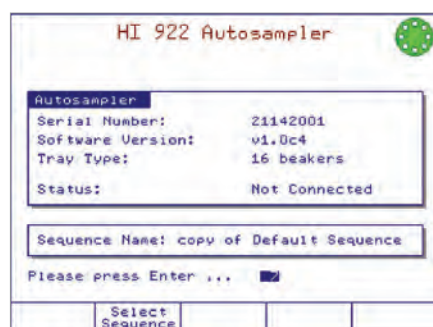 HI 922 Autosampler
Autosampler
Serial Number: 21142001
Software Version: v1.0c4
Tray Type: 16 beakers
Status: Not Connected
Sequence Name: copy of Default Sequence
Please press Enter ...
Select
Sequence